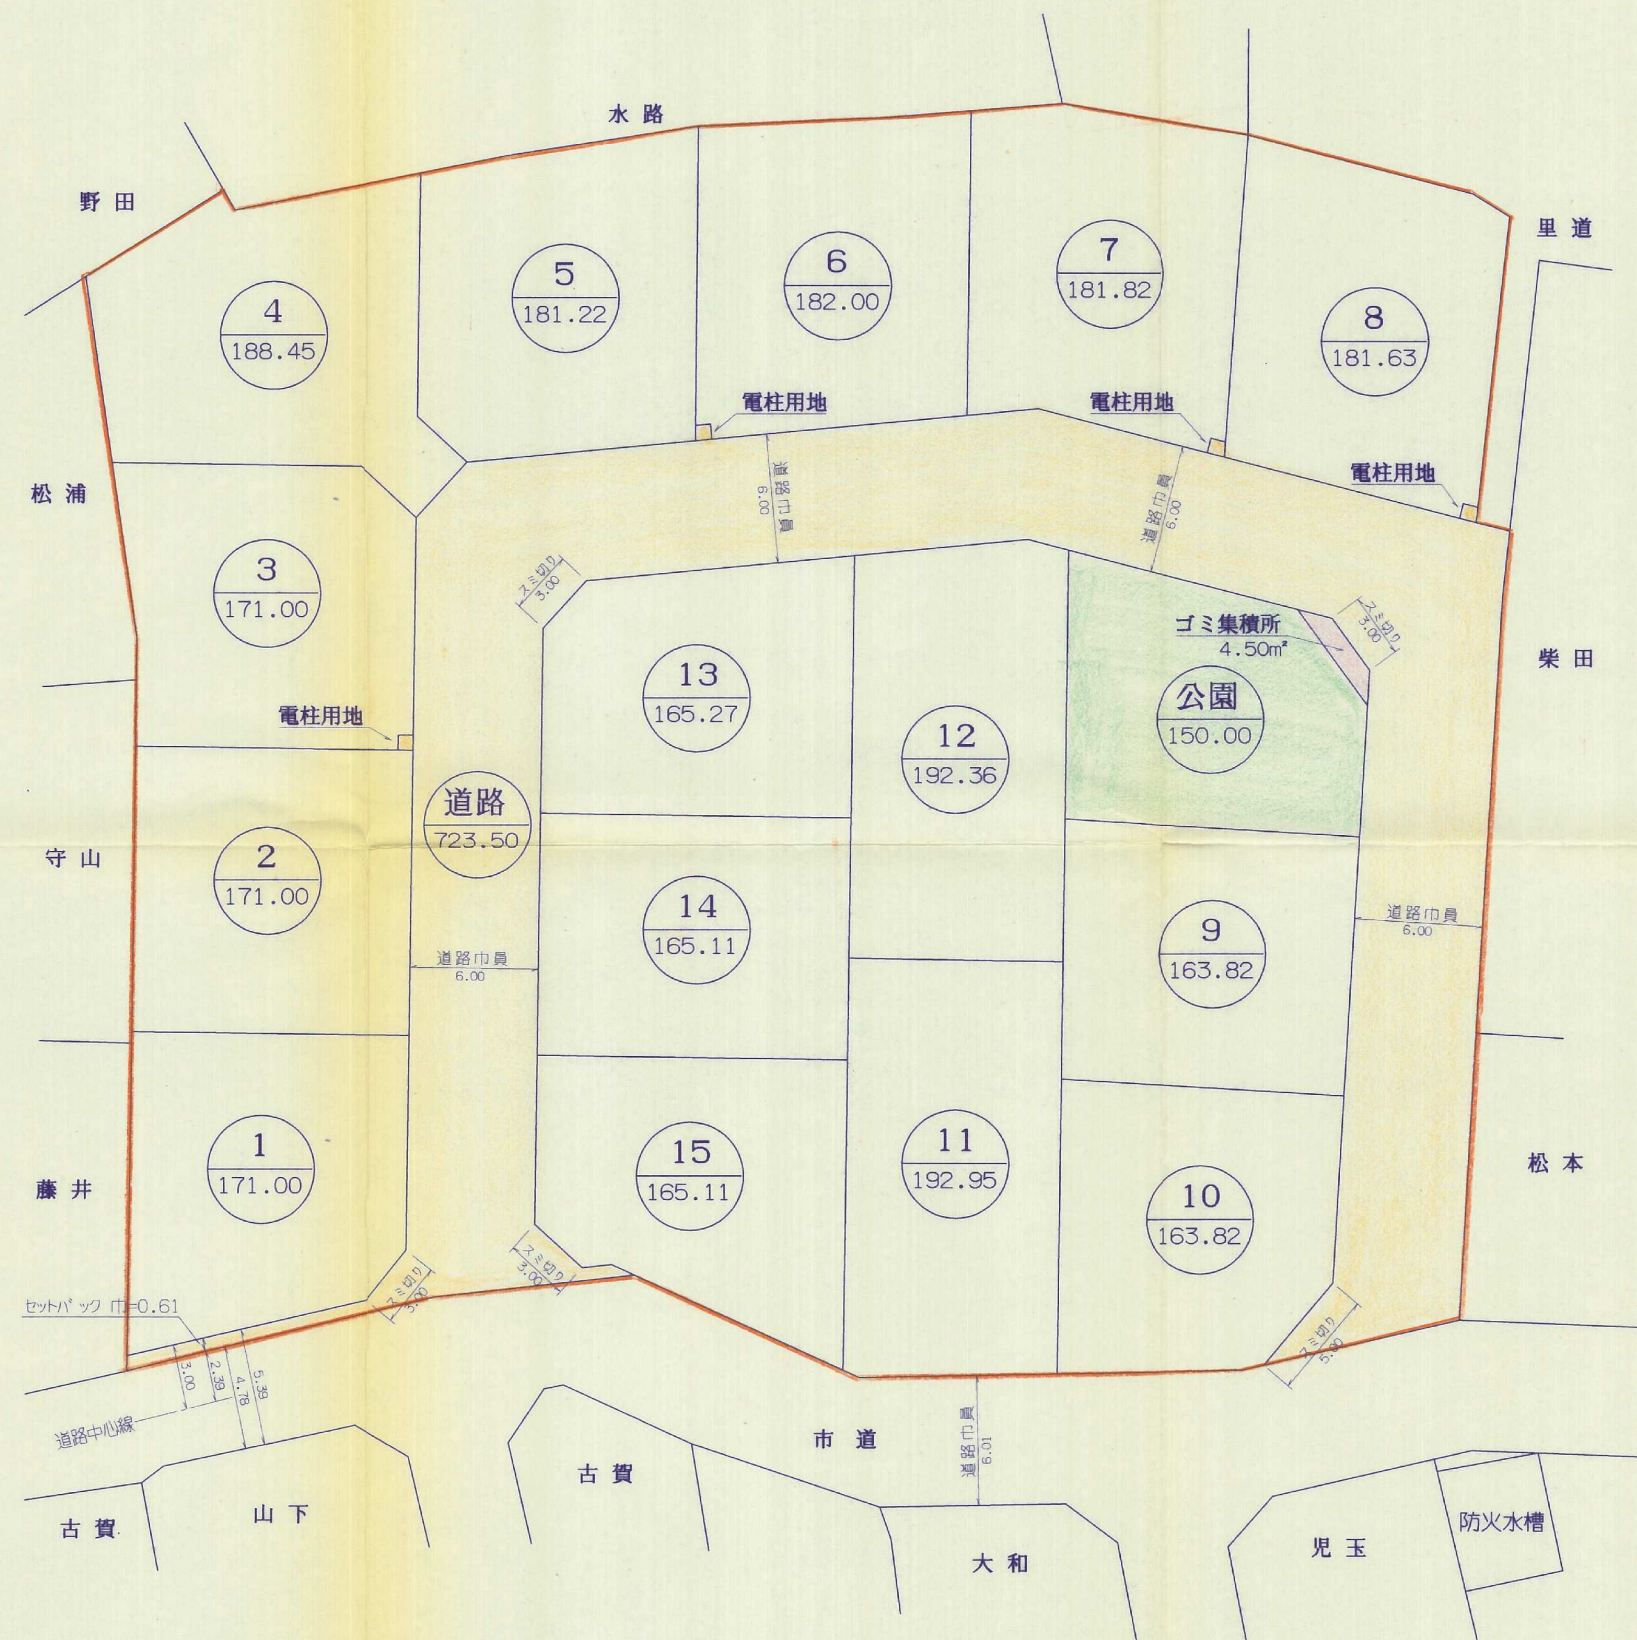 水路
野田
里道
4
188.45
5
181.22
6
182.00
7
181.82
8
181.63
電柱用地
電柱用地
電柱用地
松浦
道路巾員
6.00
道路巾員
6.00
3
171.00
スミ切り
3.00
スミ切り
3.00
ゴミ集積所
4.50m²
柴田
13
165.27
12
192.36
公園
150.00
電柱用地
道路
723.50
守山
2
171.00
14
165.11
9
163.82
道路巾員
6.00
道路巾員
6.00
藤井
1
171.00
15
165.11
11
192.95
10
163.82
松本
スミ切り
3.00
スミ切り
3.00
スミ切り
5.00
セットバック 巾=0.61
3.00
2.39
4.78
5.39
道路中心線
市道
道路巾員
6.01
古賀
山下
古賀
大和
児玉
防火水槽